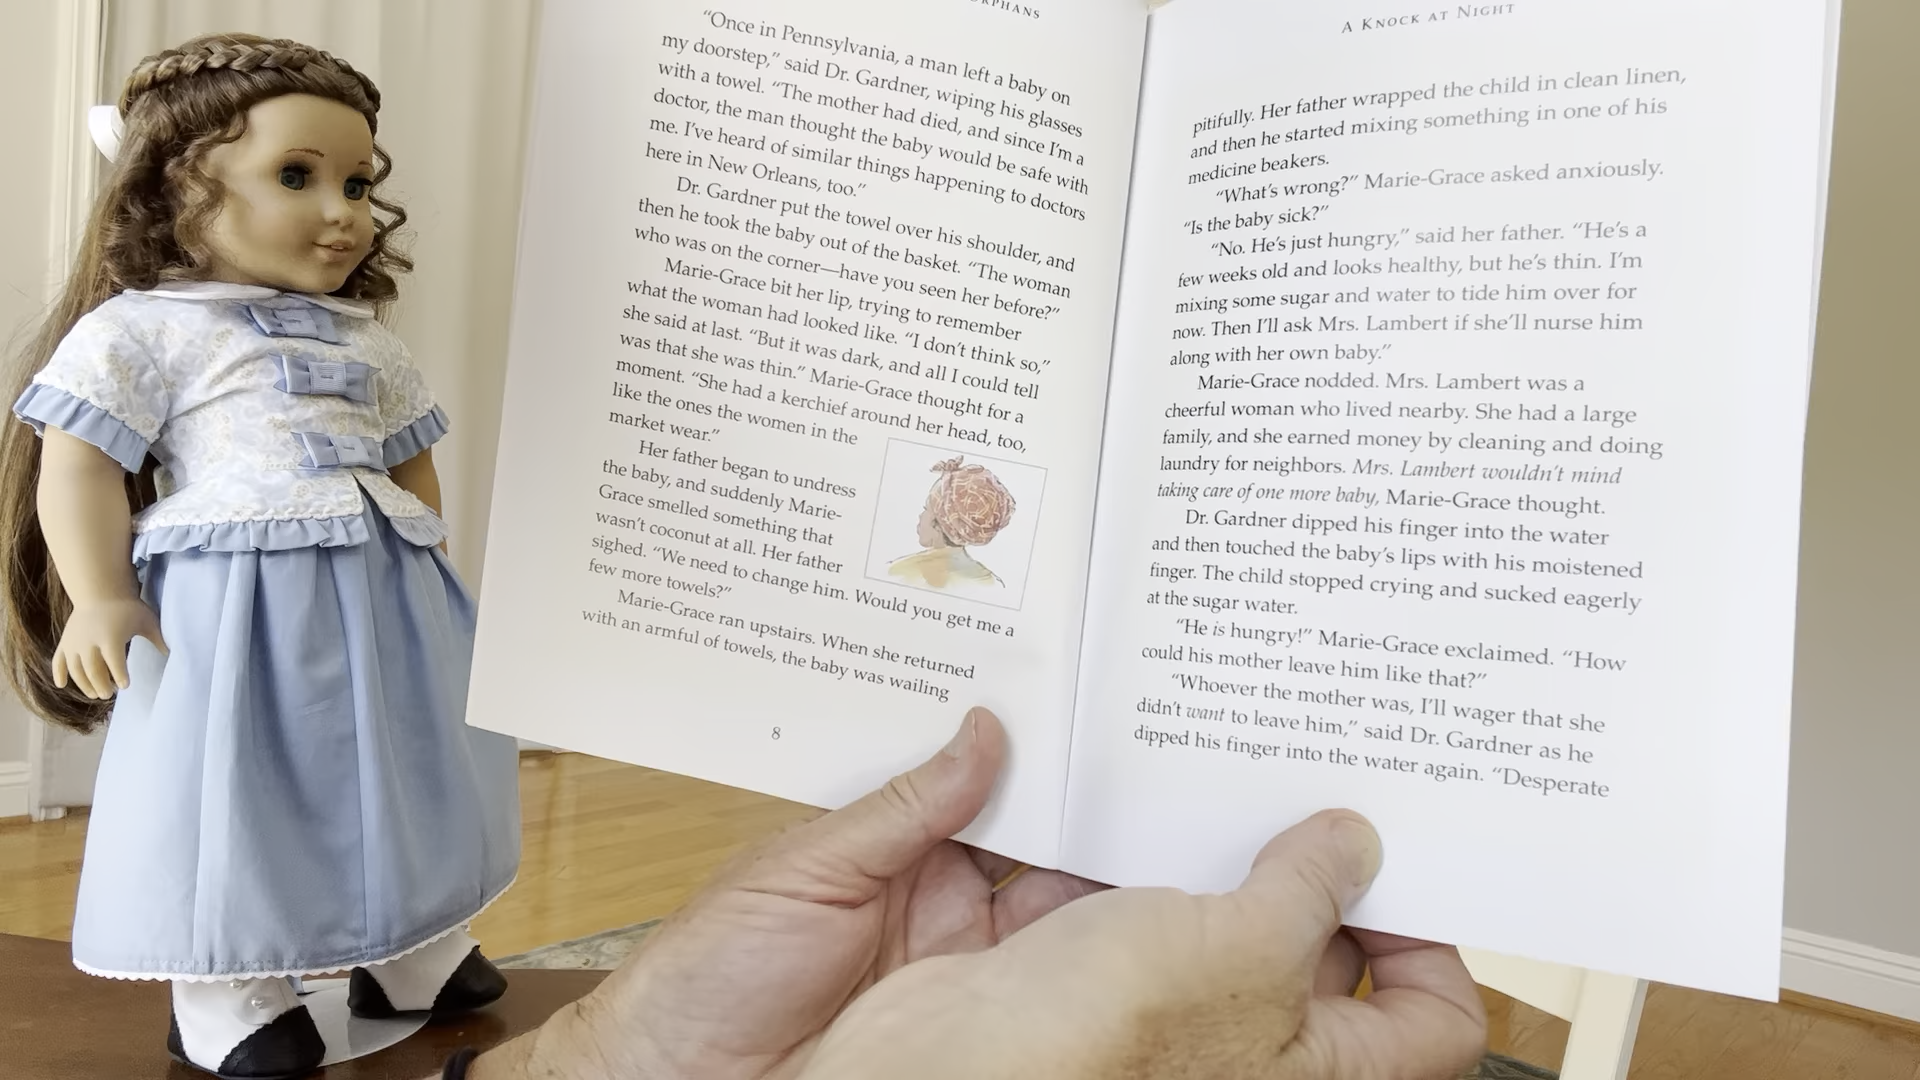 RPHANS
"Once in Pennsylvania, a man left a baby on
my doorstep," said Dr. Gardner, wiping his glasses
with a towel. "The mother had died, and since I'm a
doctor, the man thought the baby would be safe with
me. I've heard of similar things happening to doctors
here in New Orleans, too."
Dr. Gardner put the towel over his shoulder, and
then he took the baby out of the basket. "The woman
who was on the corner—have you seen her before?"
Marie-Grace bit her lip, trying to remember
what the woman had looked like. "I don't think so,"
she said at last. "But it was dark, and all I could tell
was that she was thin." Marie-Grace thought for a
moment. "She had a kerchief around her head, too,
like the ones the women in the
market wear."
Her father began to undress
the baby, and suddenly Marie-
Grace smelled something that
wasn't coconut at all. Her father
sighed. "We need to change him. Would you get me a
few more towels?"
Marie-Grace ran upstairs. When she returned
with an armful of towels, the baby was wailing
8
A KNOCK AT NIGHT
pitifully. Her father wrapped the child in clean linen,
and then he started mixing something in one of his
medicine beakers.
"What's wrong?" Marie-Grace asked anxiously.
"Is the baby sick?"
"No. He's just hungry," said her father. "He's a
few weeks old and looks healthy, but he's thin. I'm
mixing some sugar and water to tide him over for
now. Then I'll ask Mrs. Lambert if she'll nurse him
along with her own baby."
Marie-Grace nodded. Mrs. Lambert was a
cheerful woman who lived nearby. She had a large
family, and she earned money by cleaning and doing
laundry for neighbors. Mrs. Lambert wouldn't mind
taking care of one more baby, Marie-Grace thought.
Dr. Gardner dipped his finger into the water
and then touched the baby's lips with his moistened
finger. The child stopped crying and sucked eagerly
at the sugar water.
"He is hungry!" Marie-Grace exclaimed. "How
could his mother leave him like that?"
"Whoever the mother was, I'll wager that she
didn't want to leave him," said Dr. Gardner as he
dipped his finger into the water again. "Desperate